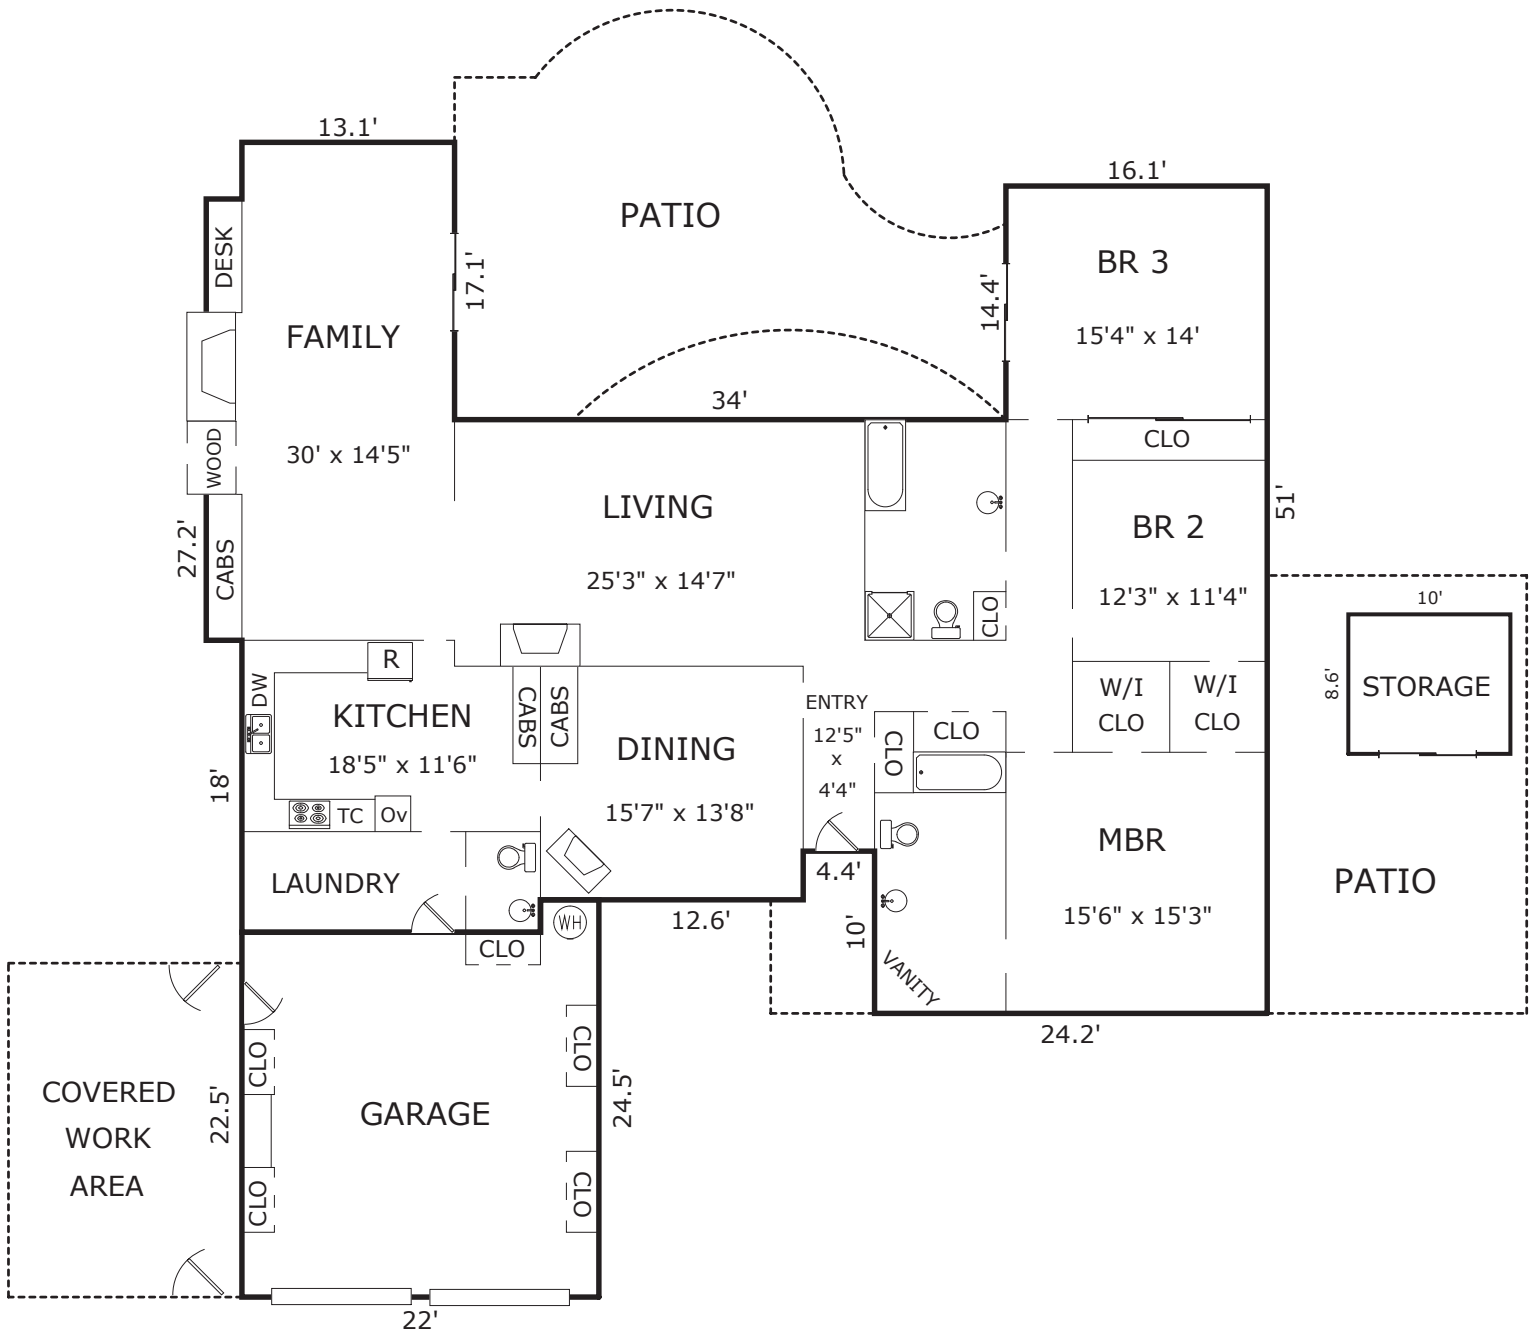 13.1'
16.1'
PATIO
DESK
17.1'
14.4'
BR 3
FAMILY
15'4" x 14'
34'
CLO
WOOD
30' x 14'5"
LIVING
51'
BR 2
27.2'
CABS
25'3" x 14'7"
12'3" x 11'4"
10'
CLO
R
DW
KITCHEN
18'5" x 11'6"
CABS
CABS
DINING
15'7" x 13'8"
ENTRY
12'5"
x
4'4"
CLO
CLO
W/I
CLO
W/I
CLO
8.6'
STORAGE
18'
TC
Ov
MBR
15'6" x 15'3"
PATIO
LAUNDRY
4.4'
WH
12.6'
10'
CLO
VANITY
24.2'
CLO
CLO
COVERED
WORK
AREA
22.5'
GARAGE
24.5'
CLO
CLO
22'